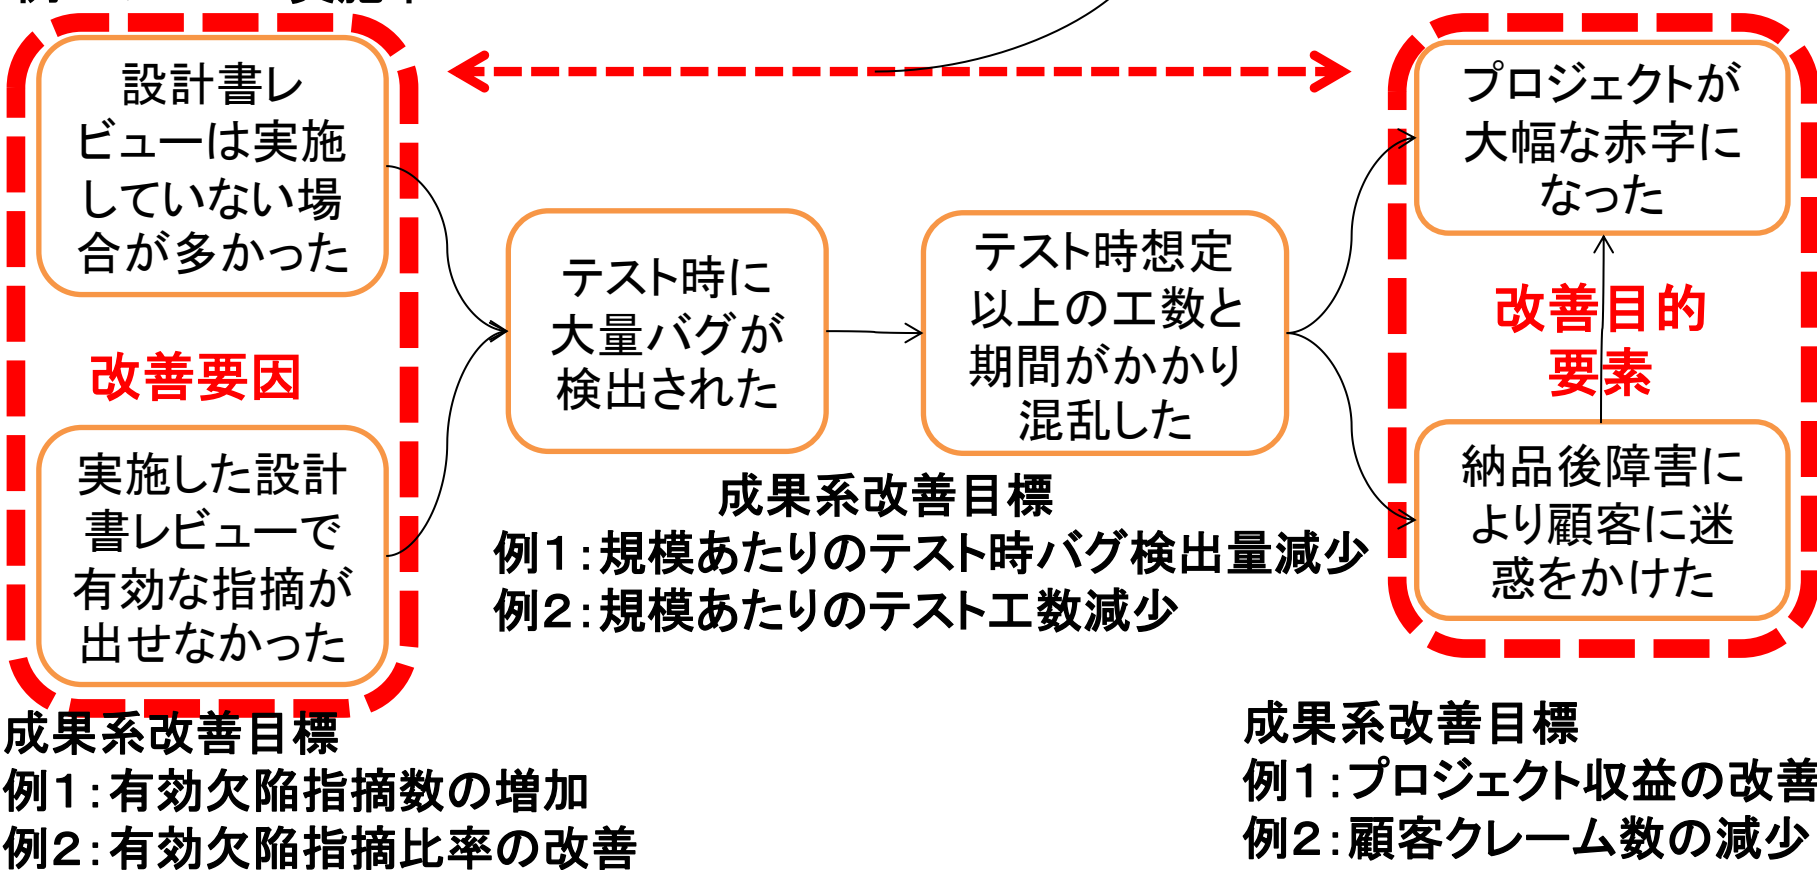 設計書レ
ビューは実施
していない場
合が多かった
改善要因
実施した設計
書レビューで
有効な指摘が
出せなかった
成果系改善目標
例1:有効欠陥指摘数の増加
例2:有効欠陥指摘比率の改善
テスト時に
大量バグが
検出された
テスト時想定
以上の工数と
期間がかかり
混乱した
成果系改善目標
例1:規模あたりのテスト時バグ検出量減少
例2:規模あたりのテスト工数減少
プロジェクトが
大幅な赤字に
なった
改善目的
要素
納品後障害に
より顧客に迷
惑をかけた
成果系改善目標
例1:プロジェクト収益の改善
例2:顧客クレーム数の減少